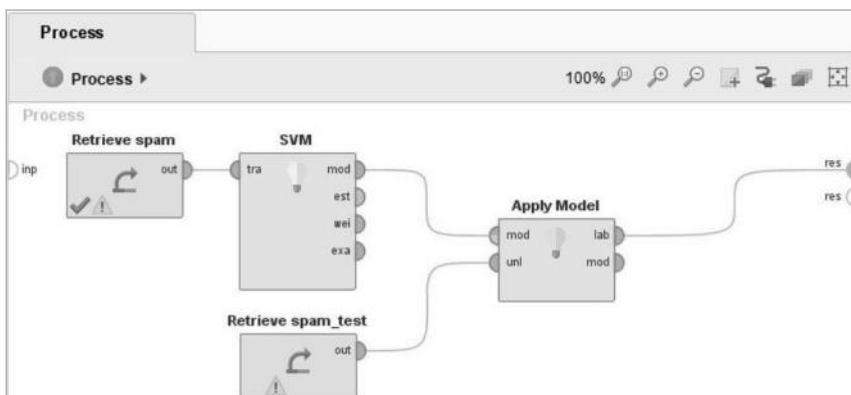 Process
Process
100%
Process
Retrieve spam
SVM
inp
out
tra
mod
est
wei
exa
Apply Model
mod
unl
lab
mod
res
res
Retrieve spam_test
out